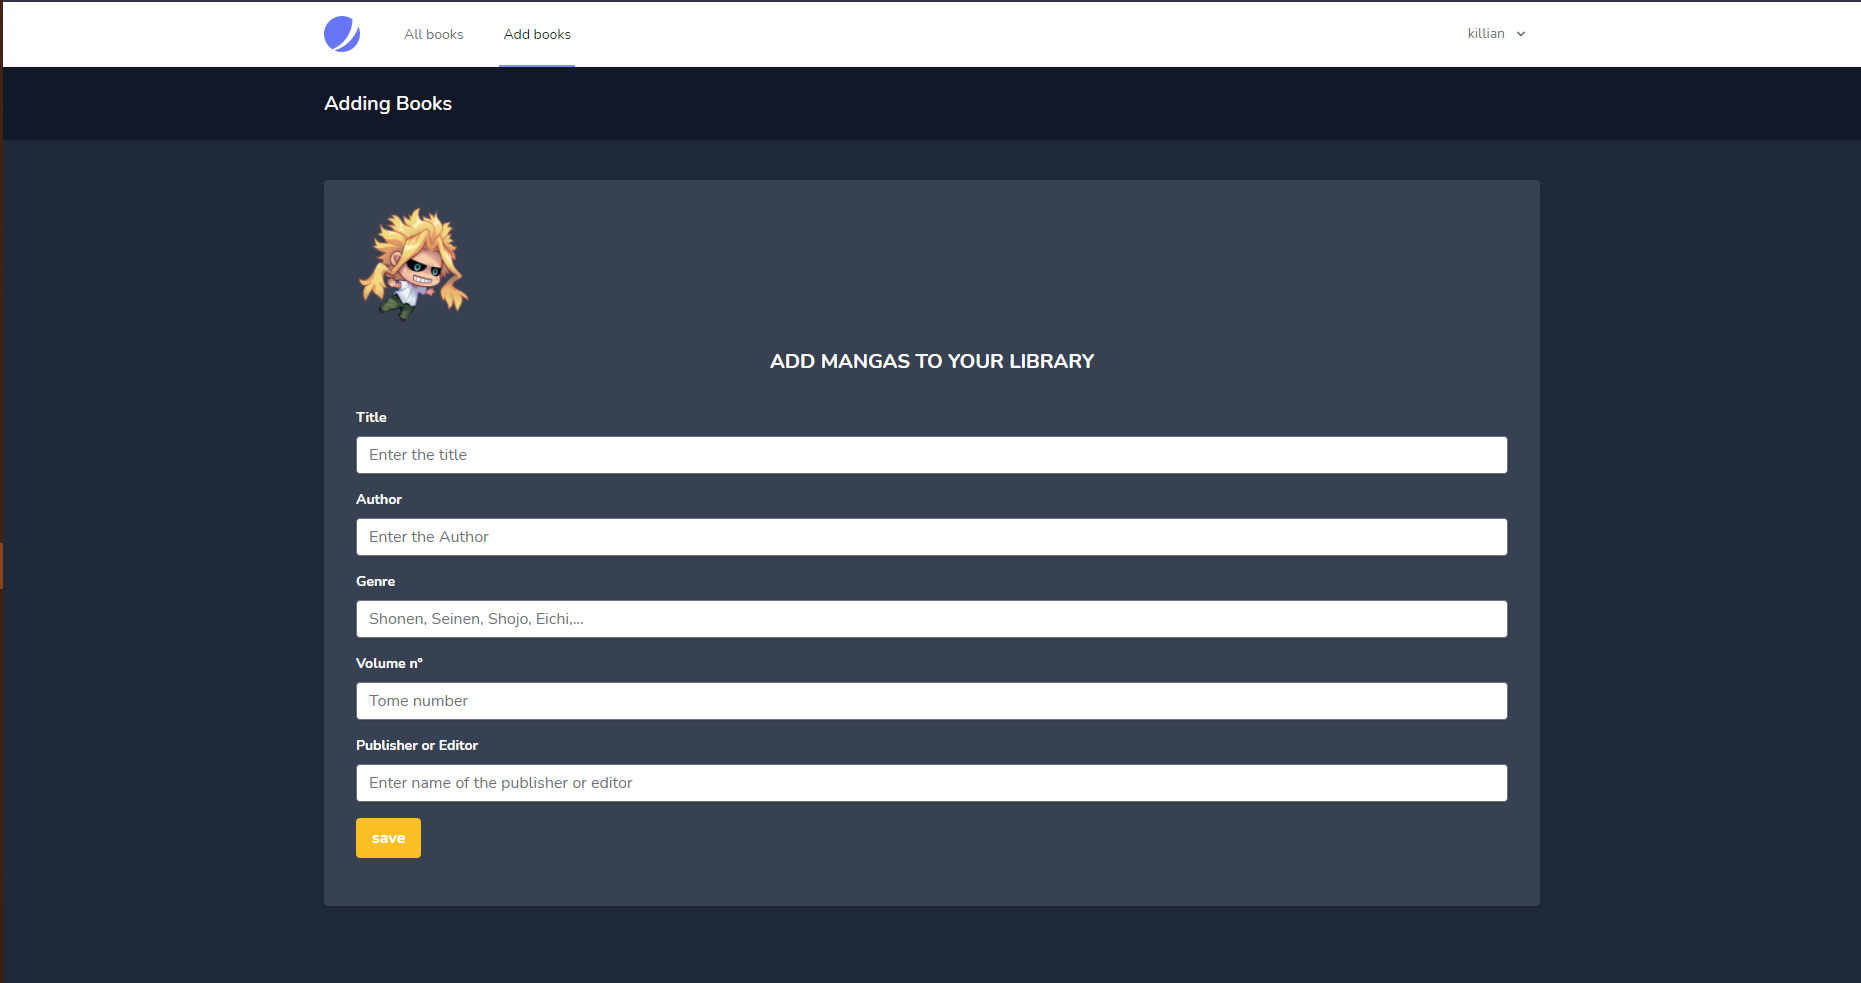 All books
Add books
killian
Adding Books
ADD MANGAS TO YOUR LIBRARY
Title
Enter the title
Author
Enter the Author
Genre
Shonen, Seinen, Shojo, Eichi,...
Volume n°
Tome number
Publisher or Editor
Enter name of the publisher or editor
save